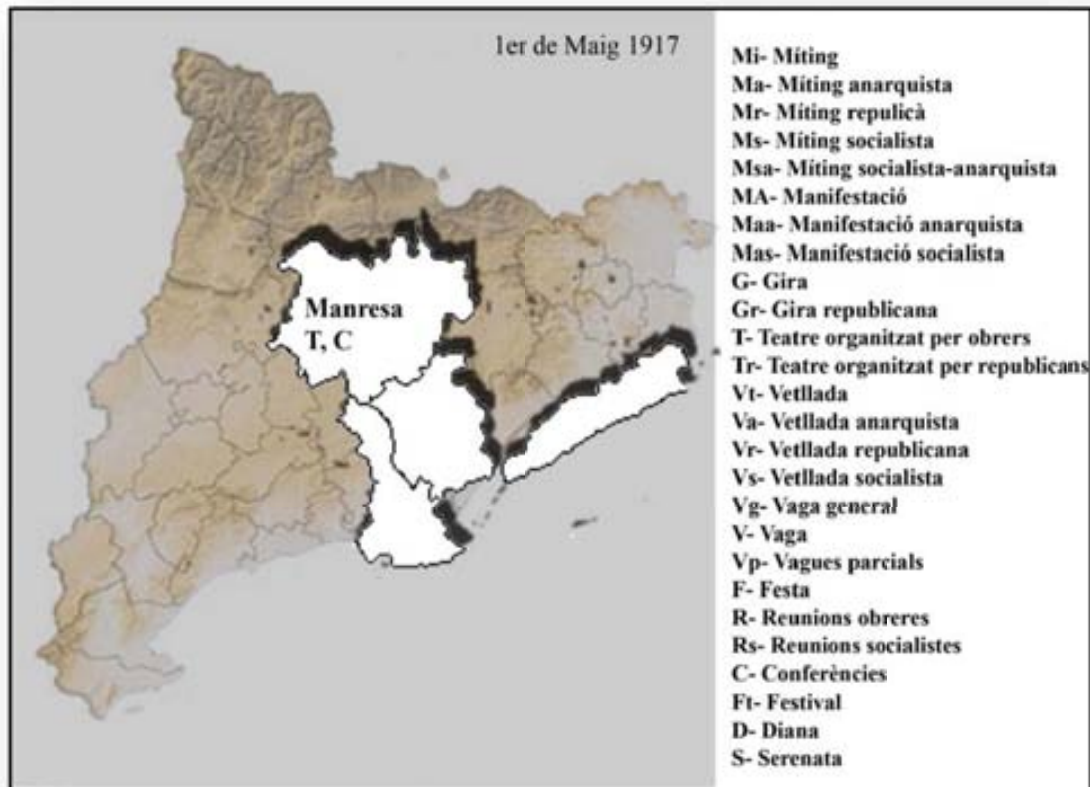 1er de Maig 1917
Manresa
T, C
Mi- Míting
Ma- Míting anarquista
Mr- Míting repulicà
Ms- Míting socialista
Msa- Míting socialista-anarquista
MA- Manifestació
Maa- Manifestació anarquista
Mas- Manifestació socialista
G- Gira
Gr- Gira republicana
T- Teatre organitzat per obrers
Tr- Teatre organitzat per republicans
Vt- Vetllada
Va- Vetllada anarquista
Vr- Vetllada republicana
Vs- Vetllada socialista
Vg- Vaga general
V- Vaga
Vp- Vagues parcials
F- Festa
R- Reunions obreres
Rs- Reunions socialistes
C- Conferències
Ft- Festival
D- Diana
S- Serenata